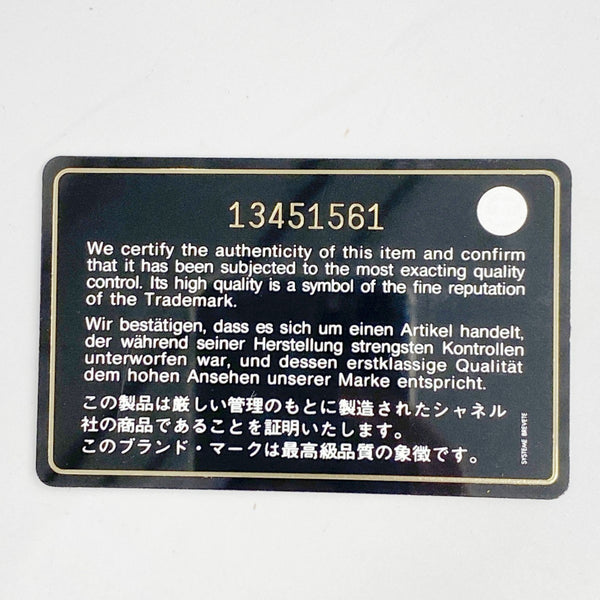 13451561
We certify the authenticity of this item and confirm
that it has been subjected to the most exacting quality
control. Its high quality is a symbol of the fine reputation
of the Trademark.
Wir bestätigen, dass es sich um einen Artikel handelt,
der während seiner Herstellung strengsten Kontrollen
unterworfen war, und dessen erstklassige Qualität
dem hohen Ansehen unserer Marke entspricht.
この製品は厳しい管理のもとに製造されたシャネル
社の商品であることを証明いたします。
このブランド・マークは最高級品質の象徴です。
SYSTEME BREVETE